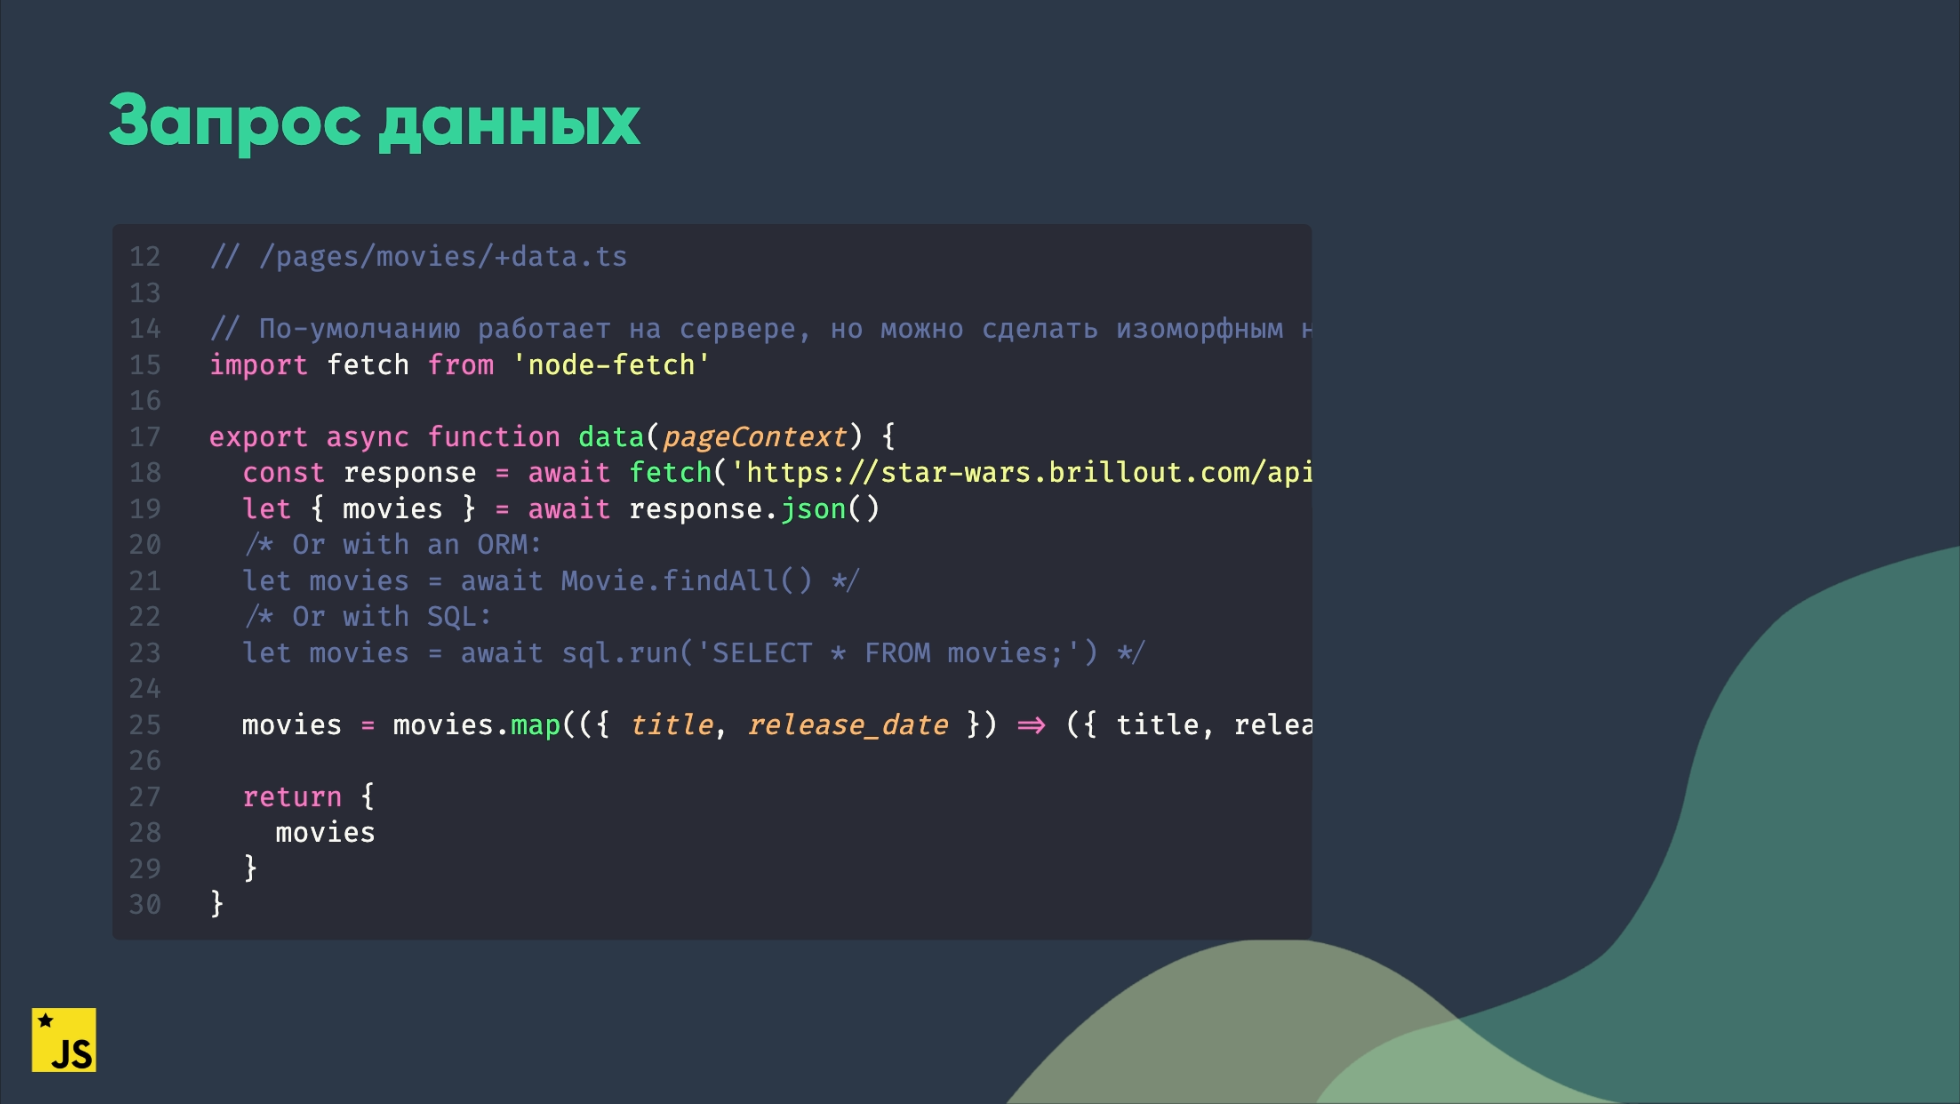 Запрос данных
12 // /pages/movies/+data.ts
13
14 // По-умолчанию работает на сервере, но можно сделать изоморфным
15 import fetch from 'node-fetch'
16
17 export async function data(pageContext) {
18 const response = await fetch('https://star-wars.brillout.com/api
19 let { movies } = await response.json()
20 /* Or with an ORM:
21 let movies = await Movie.findAll() */
22 /* Or with SQL:
23 let movies = await sql.run('SELECT * FROM movies;') */
24
25 movies = movies.map(({ title, release_date }) => ({ title, relea
26
27 return {
28 movies
29 }
30 }
JS